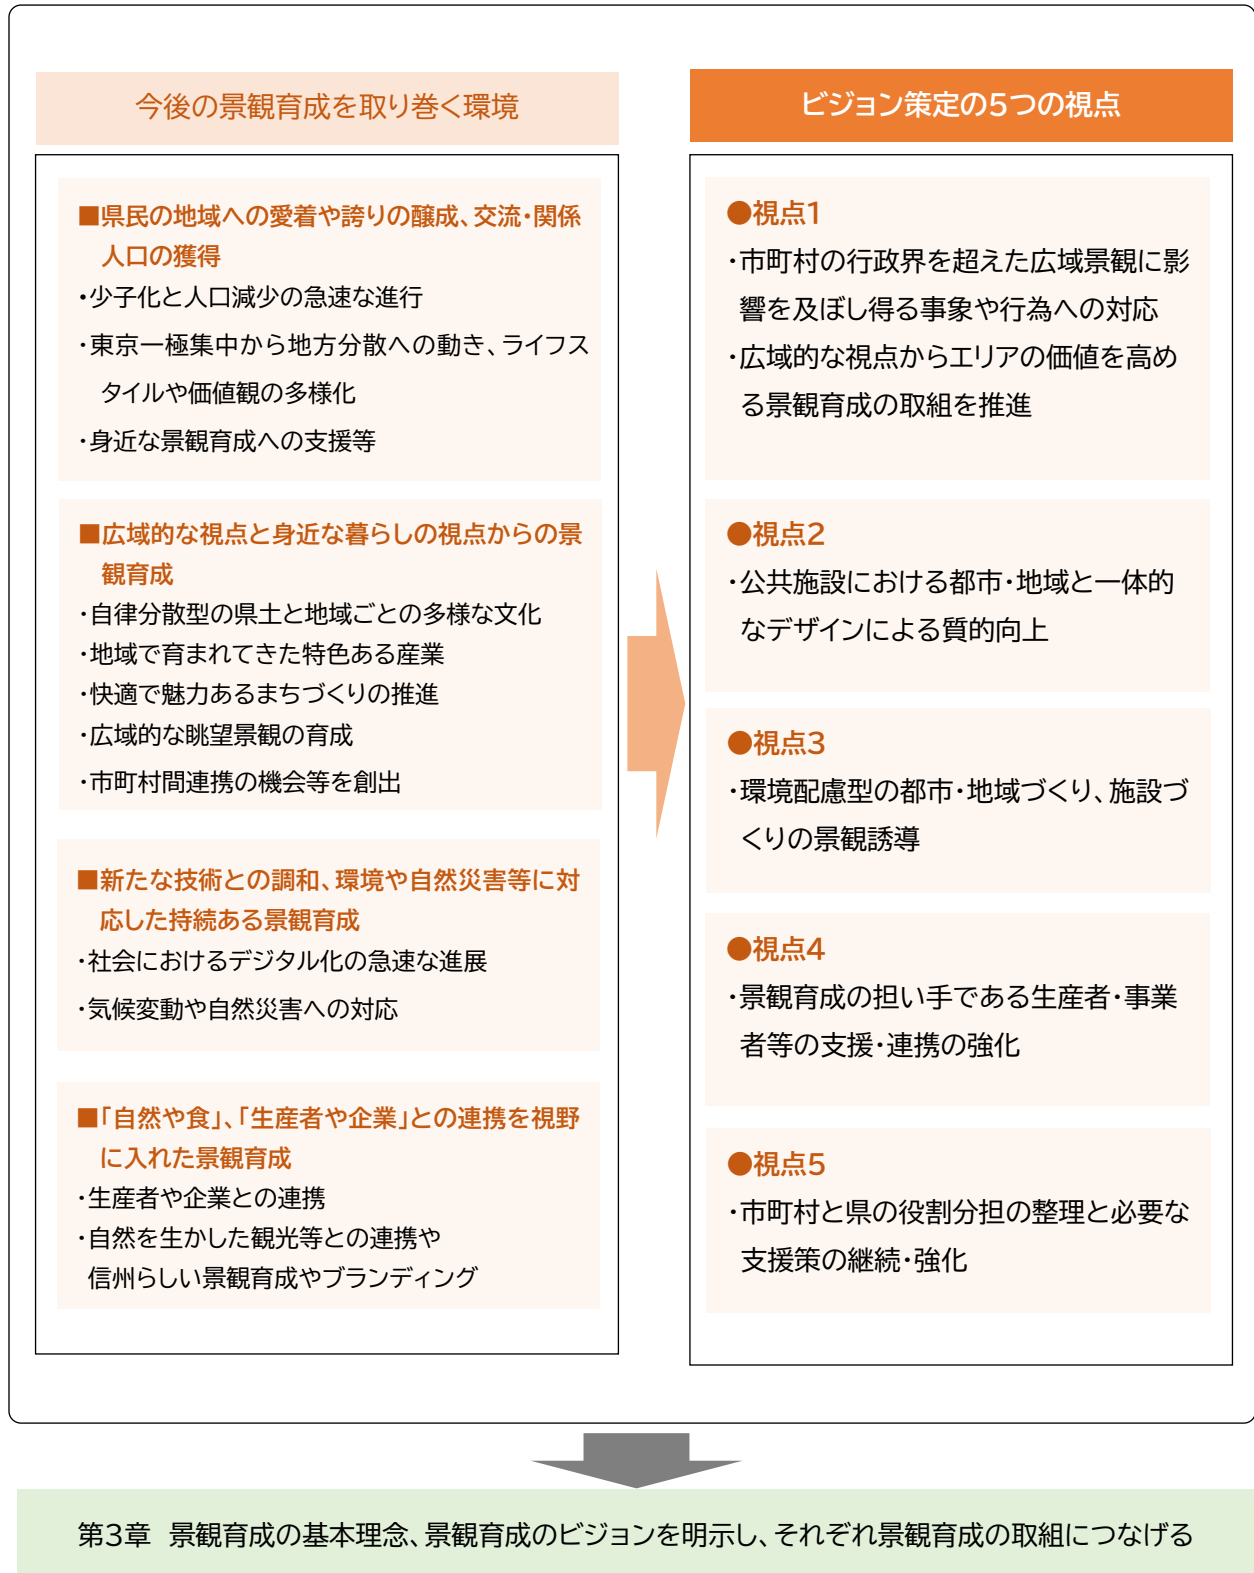 今後の景観育成を取り巻く環境
■県民の地域への愛着や誇りの醸成、交流・関係
人口の獲得
・少子化と人口減少の急速な進行
・東京一極集中から地方分散への動き、ライフス
タイルや価値観の多様化
・身近な景観育成への支援等
■広域的な視点と身近な暮らしの視点からの景
観育成
・自律分散型の県土と地域ごとの多様な文化
・地域で育まれてきた特色ある産業
・快適で魅力あるまちづくりの推進
・広域的な眺望景観の育成
・市町村間連携の機会等を創出
■新たな技術との調和、環境や自然災害等に対
応した持続ある景観育成
・社会におけるデジタル化の急速な進展
・気候変動や自然災害への対応
■「自然や食」、「生産者や企業」との連携を視野
に入れた景観育成
・生産者や企業との連携
・自然を生かした観光等との連携や
信州らしい景観育成やブランディング
ビジョン策定の5つの視点
●視点1
・市町村の行政界を超えた広域景観に影
響を及ぼし得る事象や行為への対応
・広域的な視点からエリアの価値を高め
る景観育成の取組を推進
●視点2
・公共施設における都市・地域と一体的
なデザインによる質的向上
●視点3
・環境配慮型の都市・地域づくり、施設づ
くりの景観誘導
●視点4
・景観育成の担い手である生産者・事業
者等の支援・連携の強化
●視点5
・市町村と県の役割分担の整理と必要な
支援策の継続・強化
第3章 景観育成の基本理念、景観育成のビジョンを明示し、それぞれ景観育成の取組につなげる